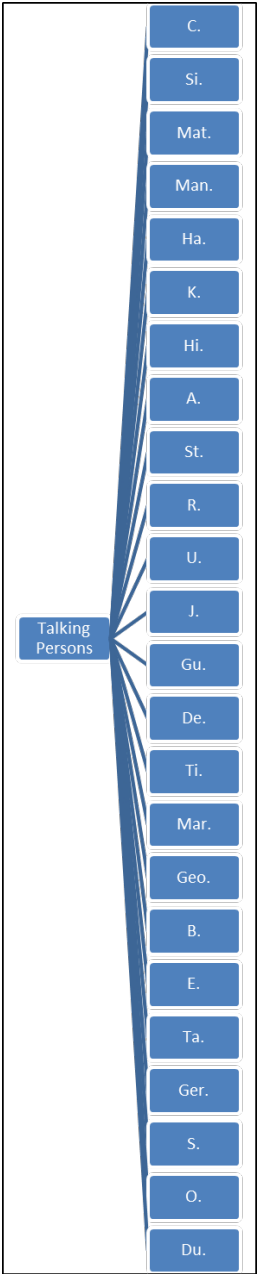 C.
Si.
Mat.
Man.
Ha.
K.
Hi.
A.
St.
R.
U.
Talking
Persons
J.
Gu.
De.
Ti.
Mar.
Geo.
B.
E.
Ta.
Ger.
S.
O.
Du.